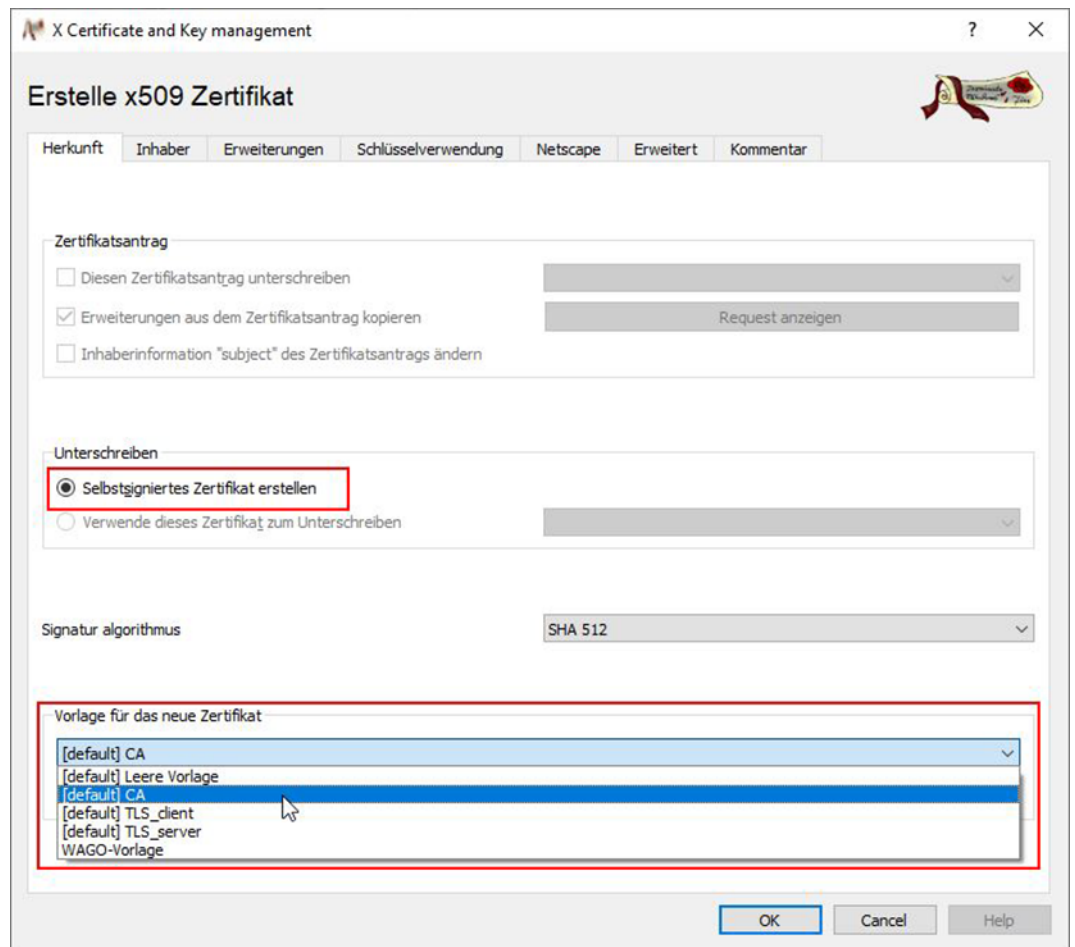 X Certificate and Key management
?
Erstelle x509 Zertifikat
Herkunft
Inhaber
Erweiterungen
Schlüsselverwendung
Netscape
Erweitert
Kommentar
Zertifikatsantrag
Diesen Zertifikatsantrag unterschreiben
Erweiterungen aus dem Zertifikatsantrag kopieren
Request anzeigen
Inhaberinformation "subject" des Zertifikatsantrags ändern
Unterschreiben
Selbstsigniertes Zertifikat erstellen
Verwende dieses Zertifikat zum Unterschreiben
Signatur algorithmus
SHA 512
Vorlage für das neue Zertifikat
[default] CA
[default] Leere Vorlage
[default] CA
[default] TLS_client
[default] TLS_server
WAGO-Vorlage
OK
Cancel
Help